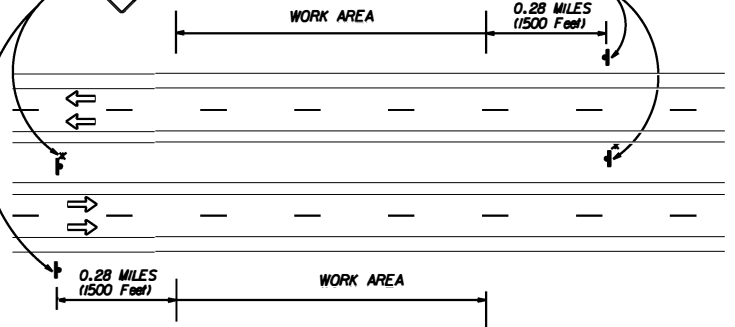 WORK AREA
0.28 MILES
(1500 Feet)
*
*
0.28 MILES
(1500 Feet)
WORK AREA